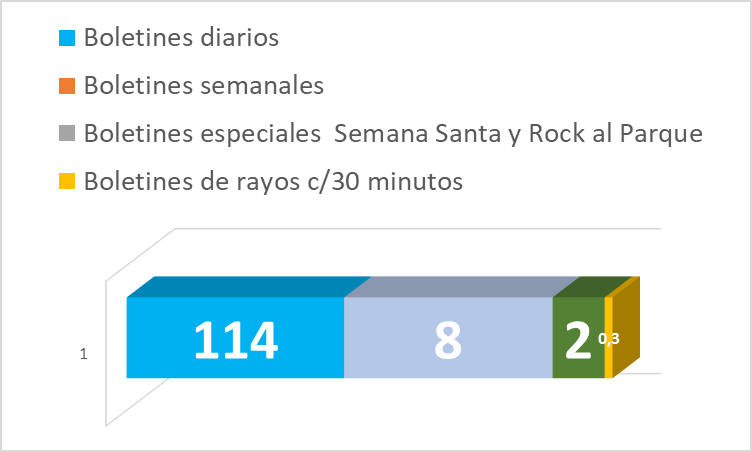 Boletines diarios
Boletines semanales
Boletines especiales  Semana Santa y Rock al Parque
Boletines de rayos c/30 minutos
1
114
8
2
0,3